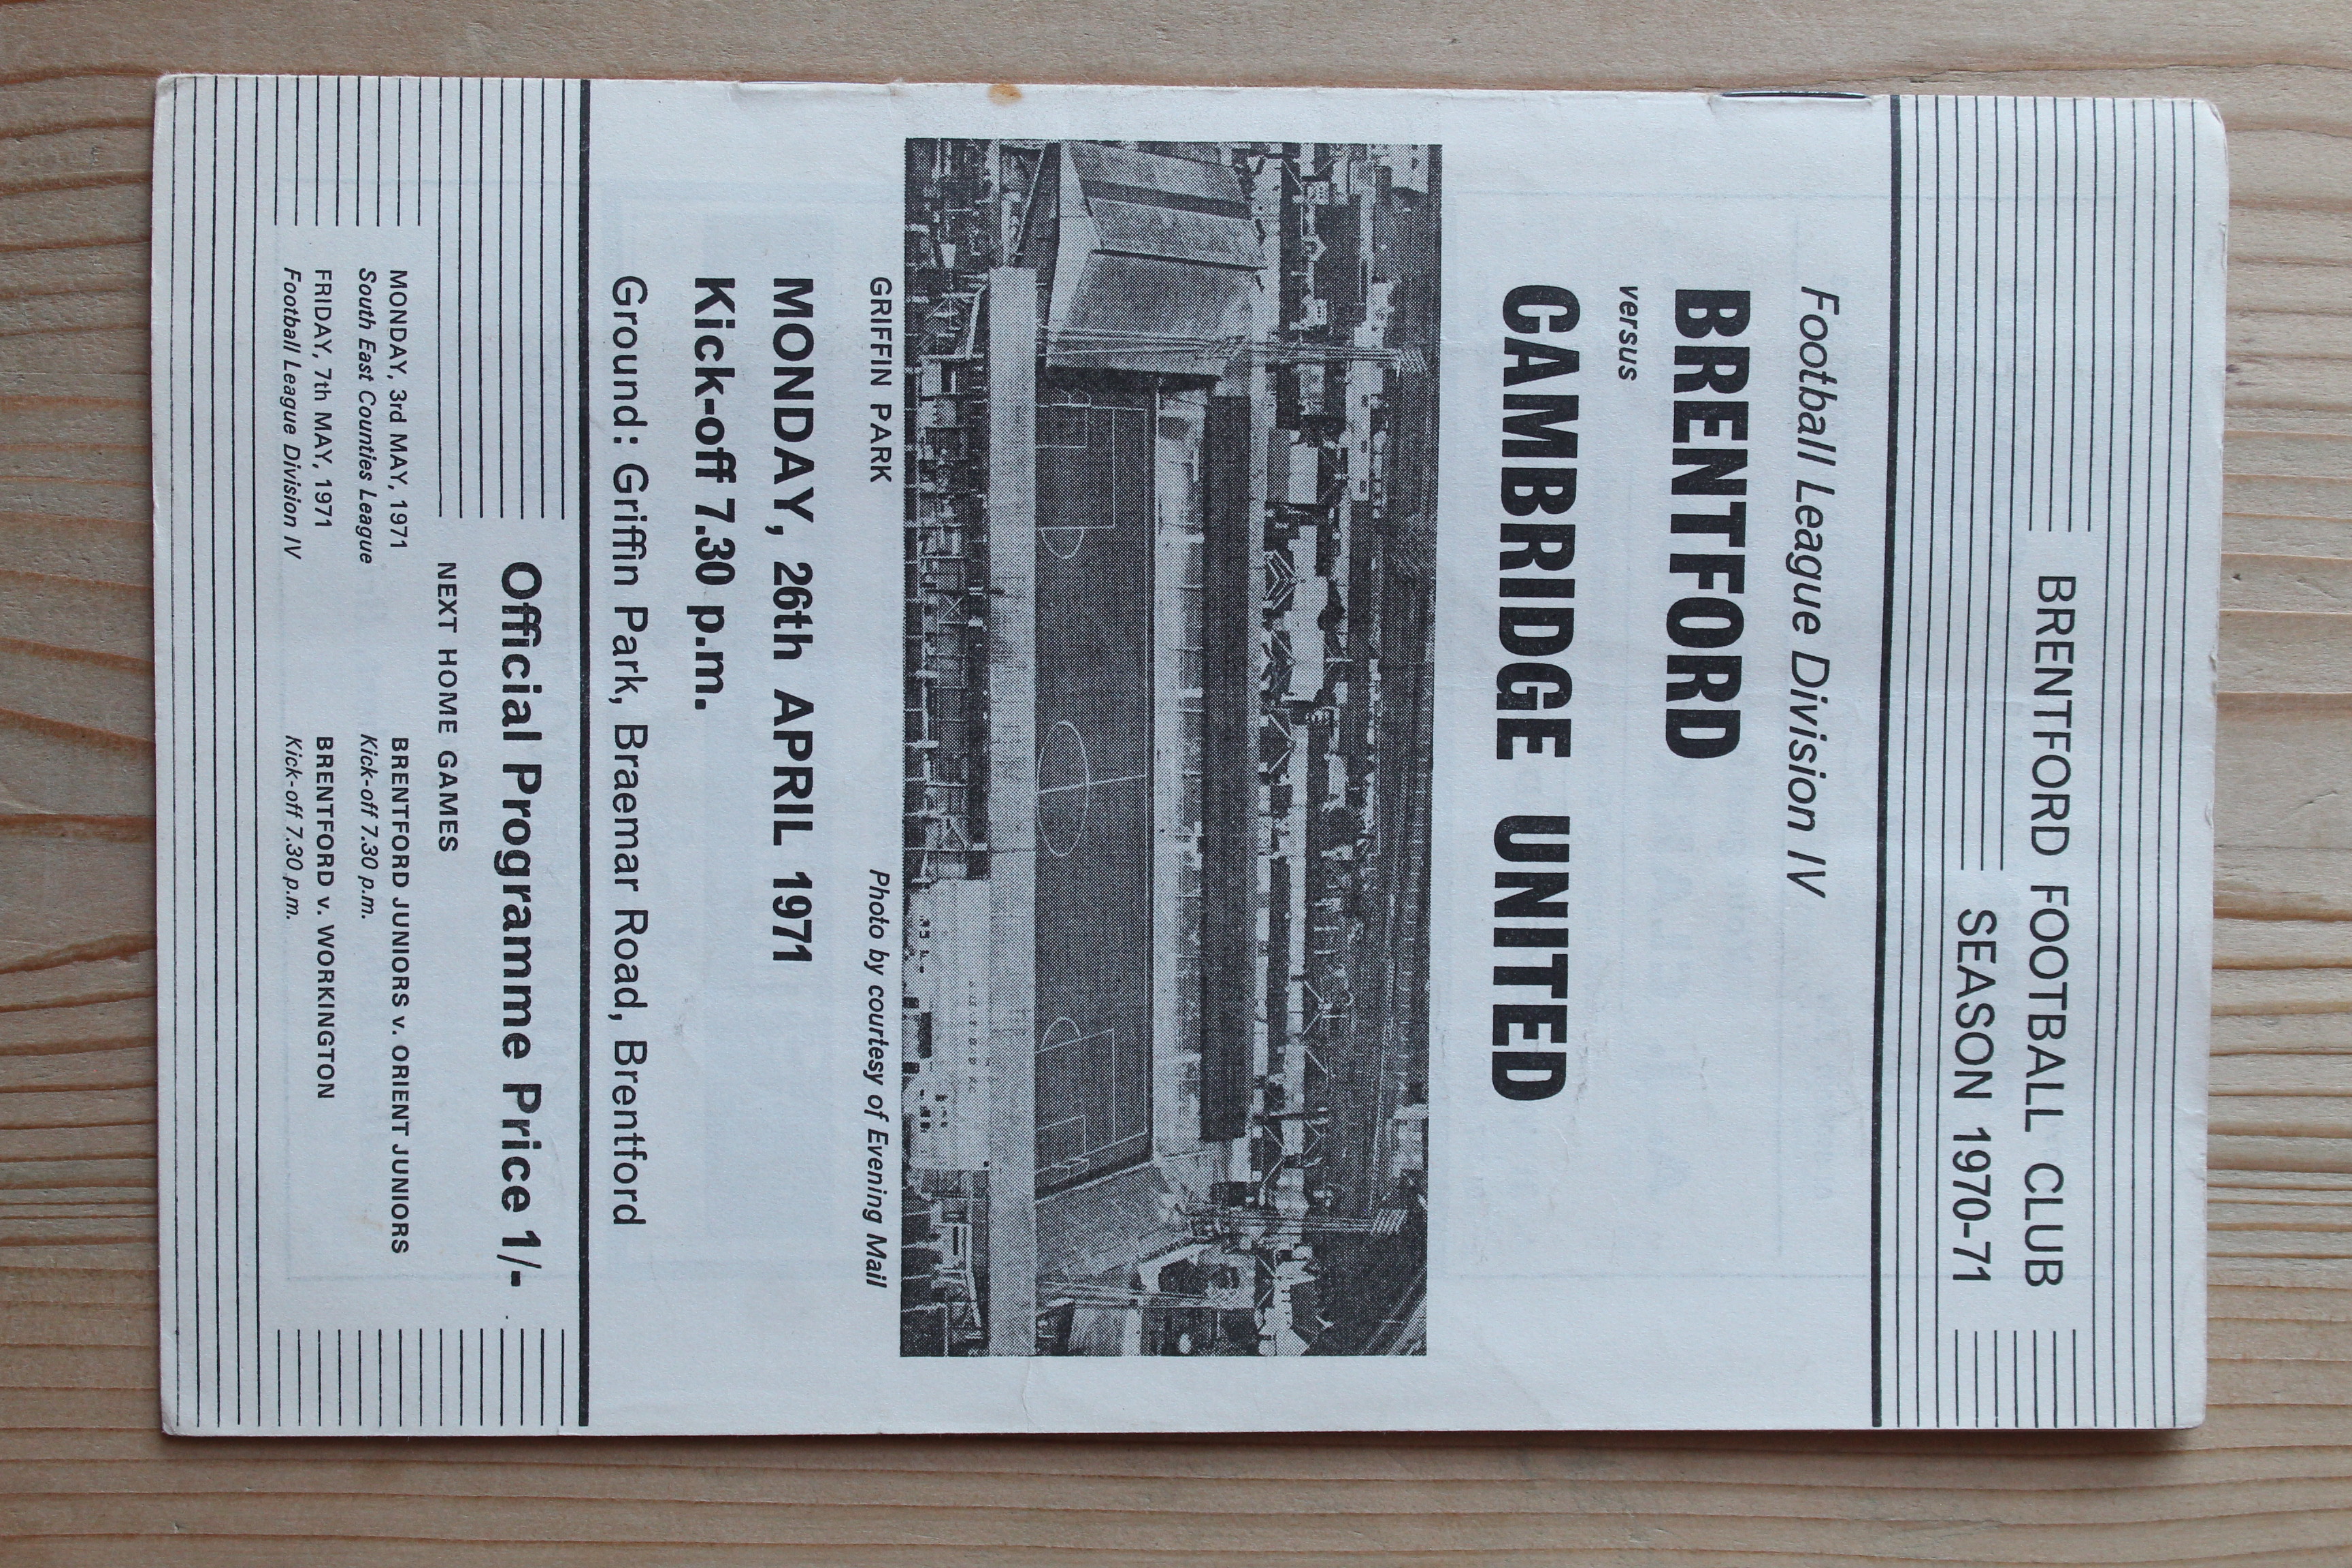 BRENTFORD FOOTBALL CLUB
SEASON 1970-71
Football League Division IV
BRENTFORD
versus
CAMBRIDGE UNITED
GRIFFIN PARK Photo by courtesy of Evening Mail
MONDAY, 26th APRIL 1971
Kick-off 7.30 p.m.
Ground: Griffin Park, Braemar Road, Brentford
Official Programme Price 1/-
NEXT HOME GAMES
MONDAY, 3rd MAY, 1971 BRENTFORD JUNIORS v. ORIENT JUNIORS
South East Counties League Kick-off 7.30 p.m.
FRIDAY, 7th MAY, 1971 BRENTFORD v. WORKINGTON
Football League Division IV Kick-off 7.30 p.m.